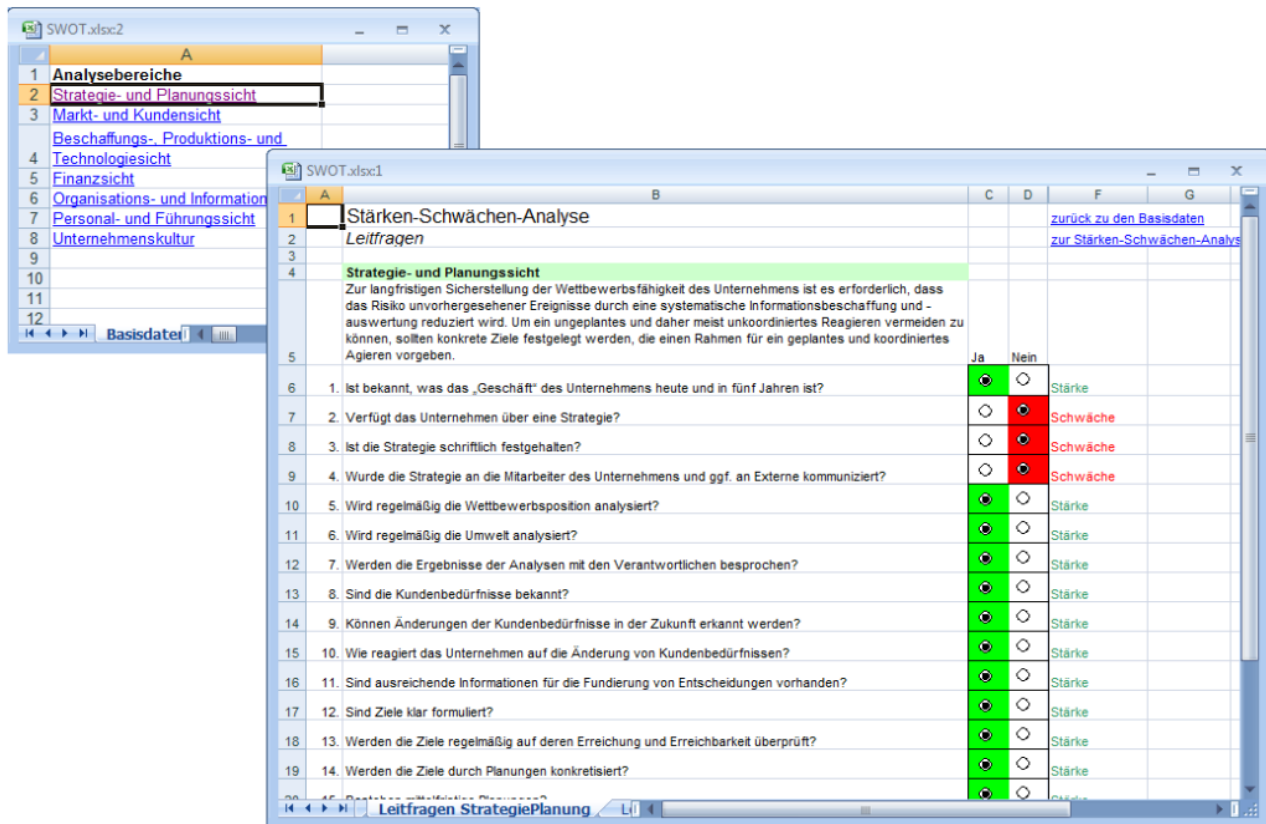 SWOT.xlsx:2
A
1 Analysebereiche
2 Strategie- und Planungssicht
3 Markt- und Kundensicht
Beschaffungs-, Produktions- und
4 Technologiesicht
5 Finanzsicht
6 Organisations- und Information
7 Personal- und Führungssicht
8 Unternehmenskultur
9
10
11
12
Basisdaten
SWOT.xlsx:1
A B C D F G
1 Stärken-Schwächen-Analyse zurück zu den Basisdaten
2 Leitfragen zur Stärken-Schwächen-Analys
3
4 Strategie- und Planungssicht
Zur langfristigen Sicherstellung der Wettbewerbsfähigkeit des Unternehmens ist es erforderlich, dass
das Risiko unvorhergesehener Ereignisse durch eine systematische Informationsbeschaffung und -
auswertung reduziert wird. Um ein ungeplantes und daher meist unkoordiniertes Reagieren vermeiden zu
können, sollten konkrete Ziele festgelegt werden, die einen Rahmen für ein geplantes und koordiniertes
5 Agieren vorgeben. Ja Nein
6 1. Ist bekannt, was das „Geschäft“ des Unternehmens heute und in fünf Jahren ist? Stärke
7 2. Verfügt das Unternehmen über eine Strategie? Schwäche
8 3. Ist die Strategie schriftlich festgehalten? Schwäche
9 4. Wurde die Strategie an die Mitarbeiter des Unternehmens und ggf. an Externe kommuniziert? Schwäche
10 5. Wird regelmäßig die Wettbewerbsposition analysiert? Stärke
11 6. Wird regelmäßig die Umwelt analysiert? Stärke
12 7. Werden die Ergebnisse der Analysen mit den Verantwortlichen besprochen? Stärke
13 8. Sind die Kundenbedürfnisse bekannt? Stärke
14 9. Können Änderungen der Kundenbedürfnisse in der Zukunft erkannt werden? Stärke
15 10. Wie reagiert das Unternehmen auf die Änderung von Kundenbedürfnissen? Stärke
16 11. Sind ausreichende Informationen für die Fundierung von Entscheidungen vorhanden? Stärke
17 12. Sind Ziele klar formuliert? Stärke
18 13. Werden die Ziele regelmäßig auf deren Erreichung und Erreichbarkeit überprüft? Stärke
19 14. Werden die Ziele durch Planungen konkretisiert? Stärke
Leitfragen StrategiePlanung